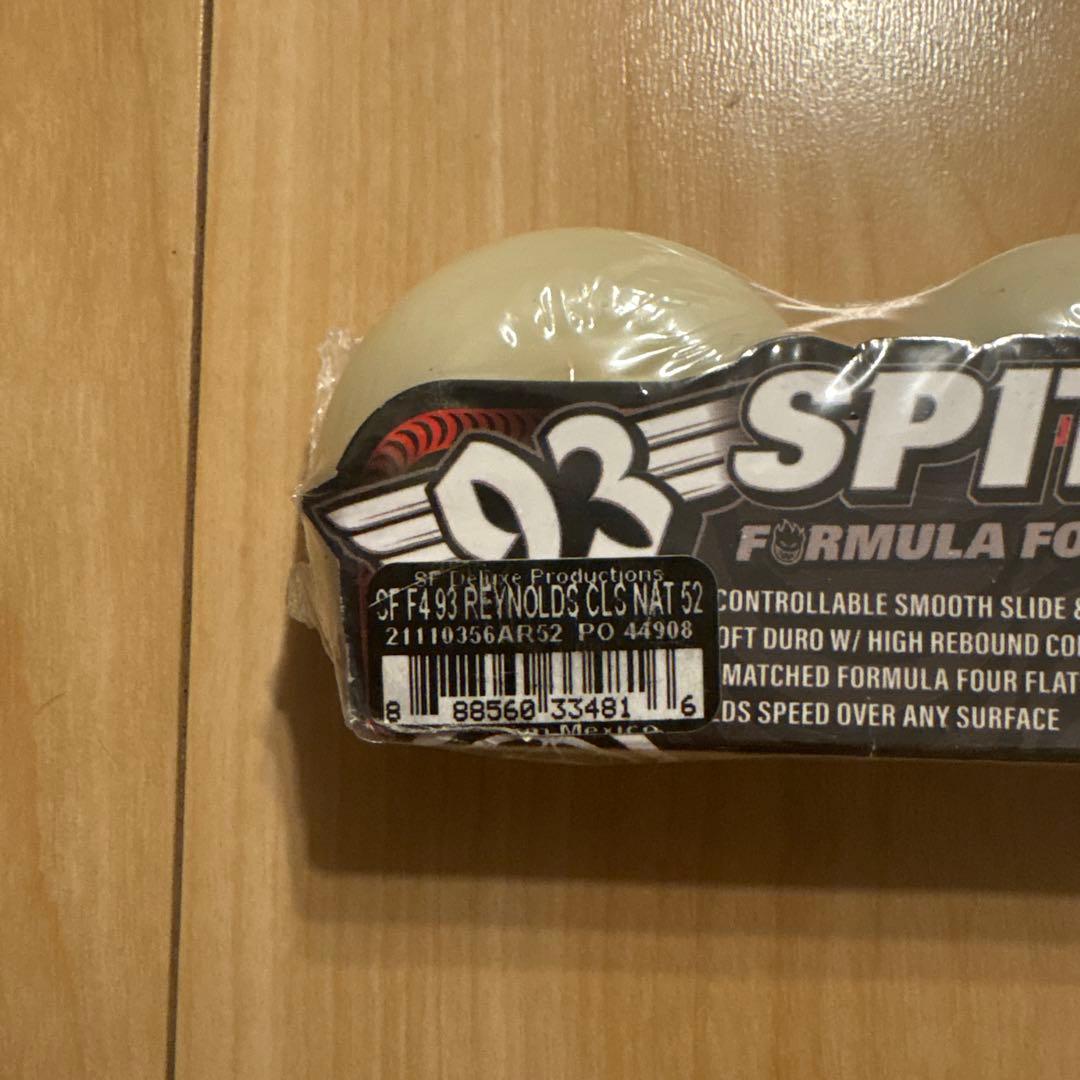 93
SPIT
FORMULA FO
CONTROLLABLE SMOOTH SLIDE &
OFT DURO W/ HIGH REBOUND CO
MATCHED FORMULA FOUR FLAT
LDS SPEED OVER ANY SURFACE
SF Deluxe Productions
SF F4 93 REYNOLDS CLS NAT 52
21110356AR52 PO 44908
8 88560 33481 6
Mexico